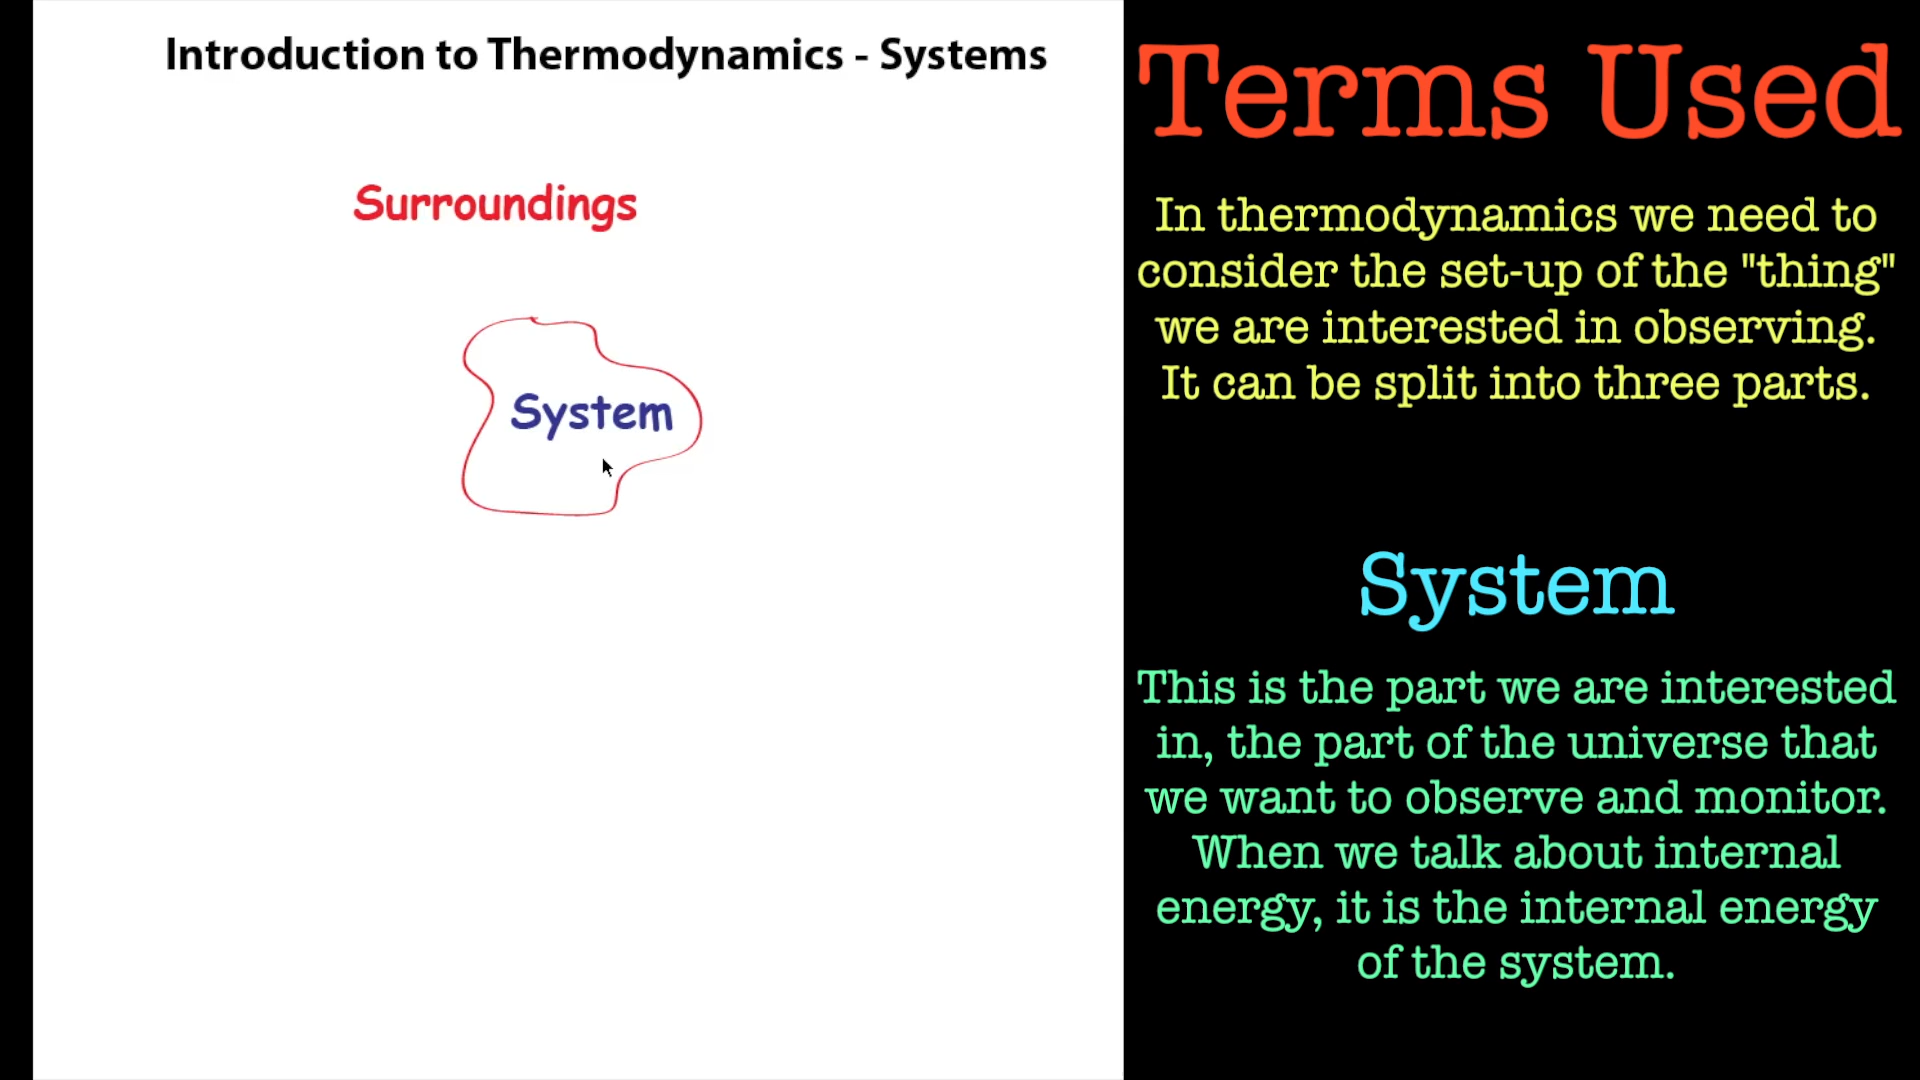 Introduction to Thermodynamics - Systems
Surroundings
System
Terms Used
In thermodynamics we need to
consider the set-up of the "thing"
we are interested in observing.
It can be split into three parts.
System
This is the part we are interested
in, the part of the universe that
we want to observe and monitor.
When we talk about internal
energy, it is the internal energy
of the system.